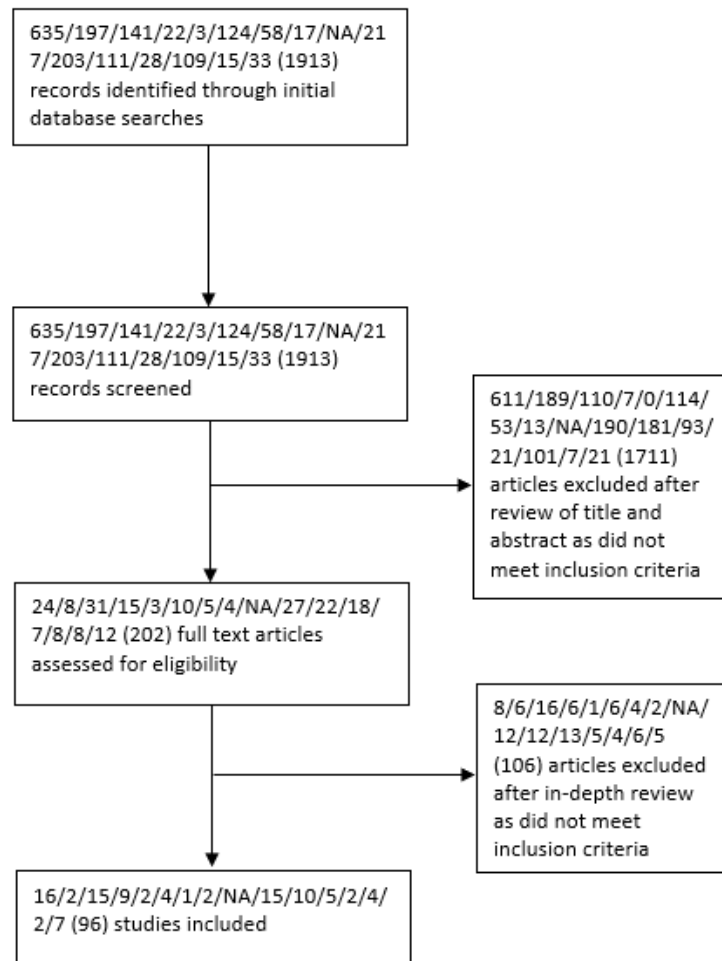 635/197/141/22/3/124/58/17/NA/21
7/203/111/28/109/15/33 (1913)
records identified through initial
database searches
635/197/141/22/3/124/58/17/NA/21
7/203/111/28/109/15/33 (1913)
records screened
611/189/110/7/0/114/
53/13/NA/190/181/93/
21/101/7/21 (1711)
articles excluded after
review of title and
abstract as did not
meet inclusion criteria
24/8/31/15/3/10/5/4/NA/27/22/18/
7/8/8/12 (202) full text articles
assessed for eligibility
8/6/16/6/1/6/4/2/NA/
12/12/13/5/4/6/5
(106) articles excluded
after in-depth review
as did not meet
inclusion criteria
16/2/15/9/2/4/1/2/NA/15/10/5/2/4/
2/7 (96) studies included